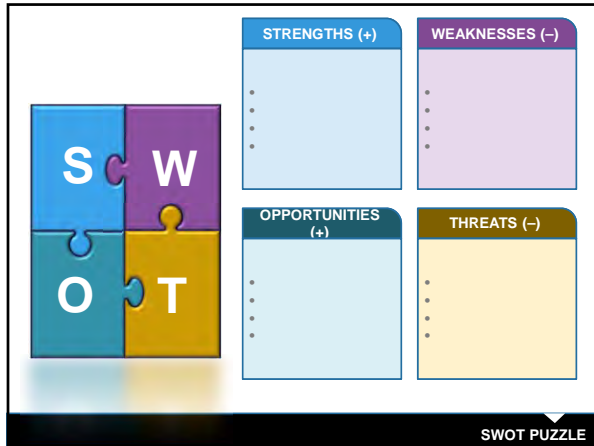 STRENGTHS (+)
WEAKNESSES (–)
S
W
O
T
OPPORTUNITIES
(+)
THREATS (–)
SWOT PUZZLE